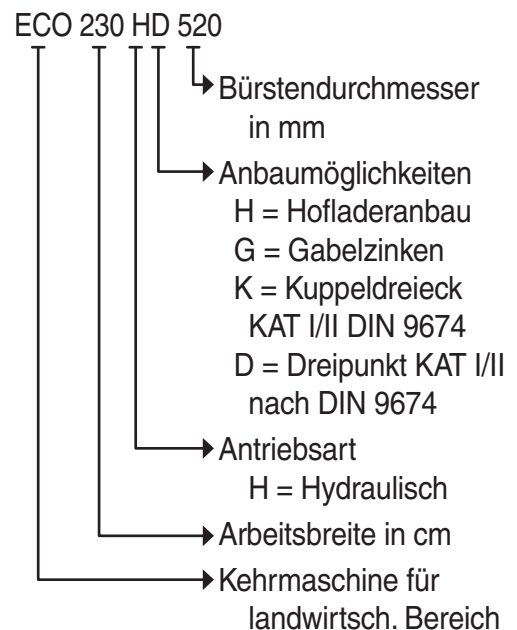 ECO 230 HD 520
Bürstendurchmesser
in mm
Anbaumöglichkeiten
H = Hofladeranbau
G = Gabelzinken
K = Kuppeldreieck
KAT I/II DIN 9674
D = Dreipunkt KAT I/II
nach DIN 9674
Antriebsart
H = Hydraulisch
Arbeitsbreite in cm
Kehrmaschine für
landwirtsch. Bereich